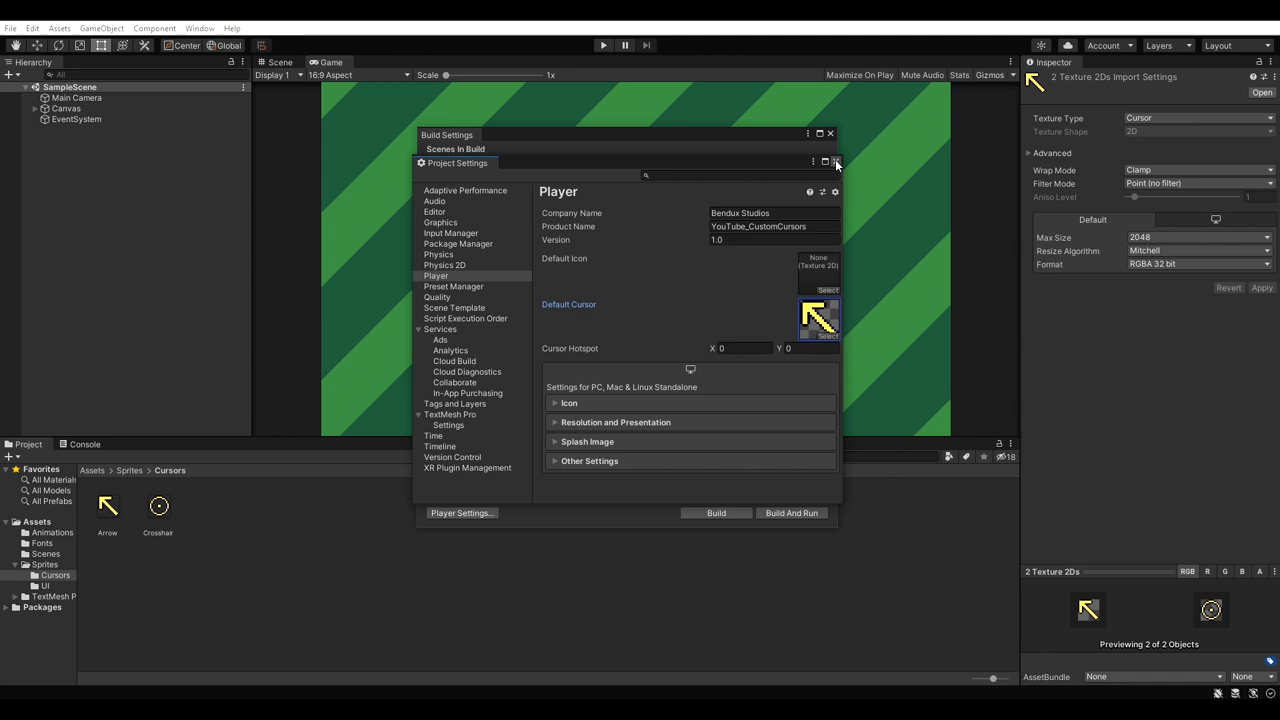 File Edit Assets GameObject Component Window Help
Center Global Account Layers Layout
Hierarchy
All
SampleScene
Main Camera
Canvas
EventSystem
Scene Game
Display 1 16:9 Aspect Scale 1x Maximize On Play Mute Audio Stats Gizmos
Build Settings
Scenes In Build
Project Settings
Adaptive Performance
Audio
Editor
Graphics
Input Manager
Package Manager
Physics
Physics 2D
Player
Preset Manager
Quality
Scene Template
Script Execution Order
Services
Ads
Analytics
Cloud Build
Cloud Diagnostics
Collaborate
In-App Purchasing
Tags and Layers
TextMesh Pro
Settings
Time
Timeline
Version Control
XR Plugin Management
Player
Company Name Bendux Studios
Product Name YouTube_CustomCursors
Version 1.0
Default Icon
None
(Texture 2D)
Select
Default Cursor
Select
Cursor Hotspot X 0 Y 0
Settings for PC, Mac & Linux Standalone
Icon
Resolution and Presentation
Splash Image
Other Settings
Player Settings... Build Build And Run
Inspector
2 Texture 2Ds Import Settings
Open
Texture Type Cursor
Texture Shape 2D
Advanced
Wrap Mode Clamp
Filter Mode Point (no filter)
Aniso Level 1
Default
Max Size 2048
Resize Algorithm Mitchell
Format RGBA 32 bit
Revert Apply
Project Console
18
Favorites
All Materials
All Models
All Prefabs
Assets
Animations
Fonts
Scenes
Sprites
Cursors
UI
TextMesh P
Packages
Assets Sprites Cursors
Arrow Crosshair
2 Texture 2Ds RGB R G B A
Previewing 2 of 2 Objects
AssetBundle None None